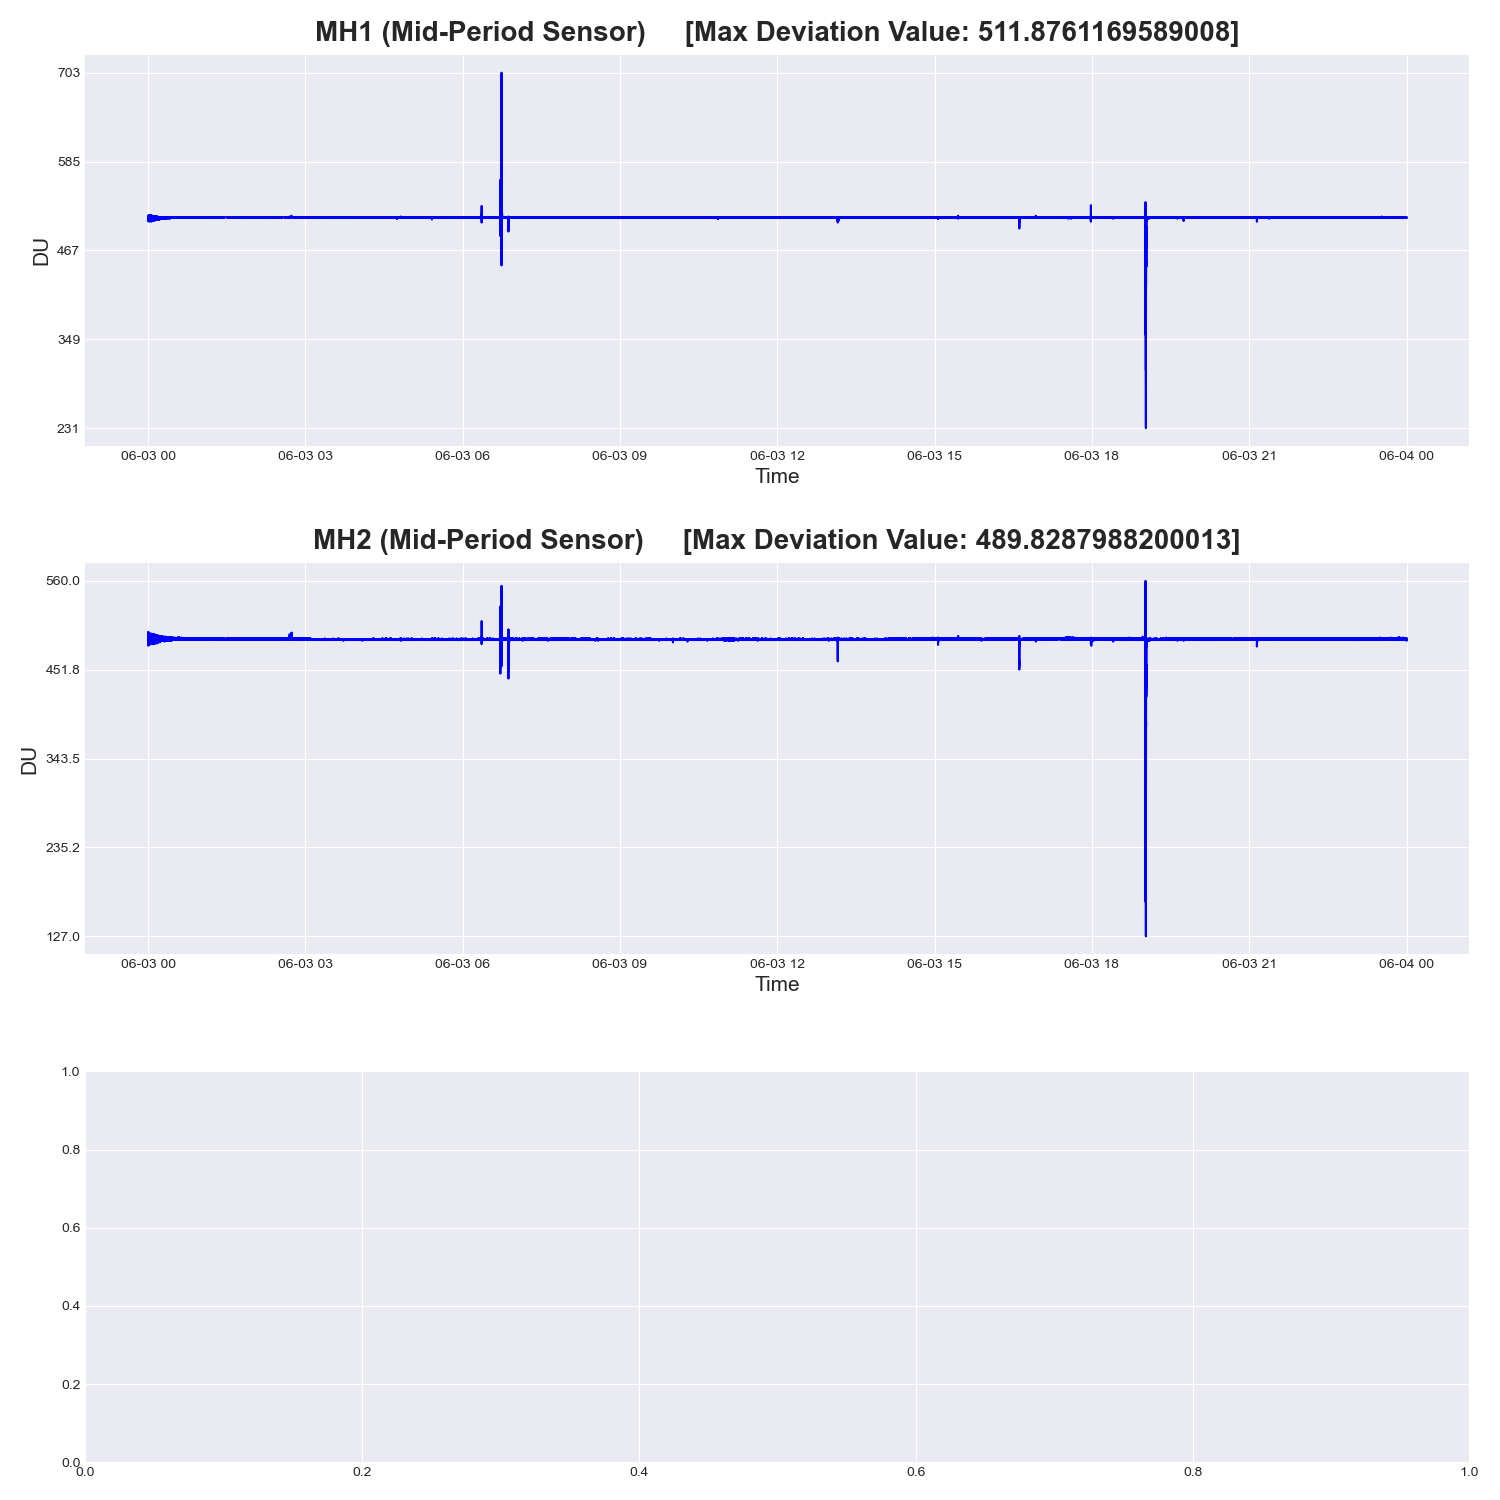 MH1 (Mid-Period Sensor) [Max Deviation Value: 511.8761169589008]
703
585
467
349
231
DU
06-03 00 06-03 03 06-03 06 06-03 09 06-03 12 06-03 15 06-03 18 06-03 21 06-04 00
Time
MH2 (Mid-Period Sensor) [Max Deviation Value: 489.8287988200013]
560.0
451.8
343.5
235.2
127.0
DU
06-03 00 06-03 03 06-03 06 06-03 09 06-03 12 06-03 15 06-03 18 06-03 21 06-04 00
Time
1.0
0.8
0.6
0.4
0.2
0.0
0.0 0.2 0.4 0.6 0.8 1.0